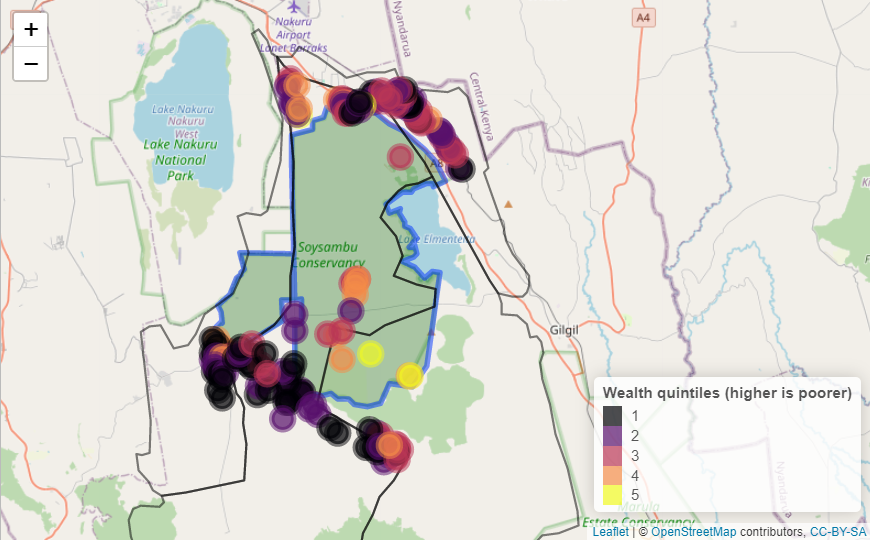 +
−
Nakuru
Airport
Lanet Barraks
Nyandarua
A4
Central Kenya
Lake Nakuru
Nakuru
West
Lake Nakuru
National
Park
A8
Lake Elmenteita
Soysambu
Conservancy
Gilgil
Wealth quintiles (higher is poorer)
1
2
3
4
5
Nyandarua
Marula
Estate Conservancy
Leaflet | © OpenStreetMap contributors, CC-BY-SA